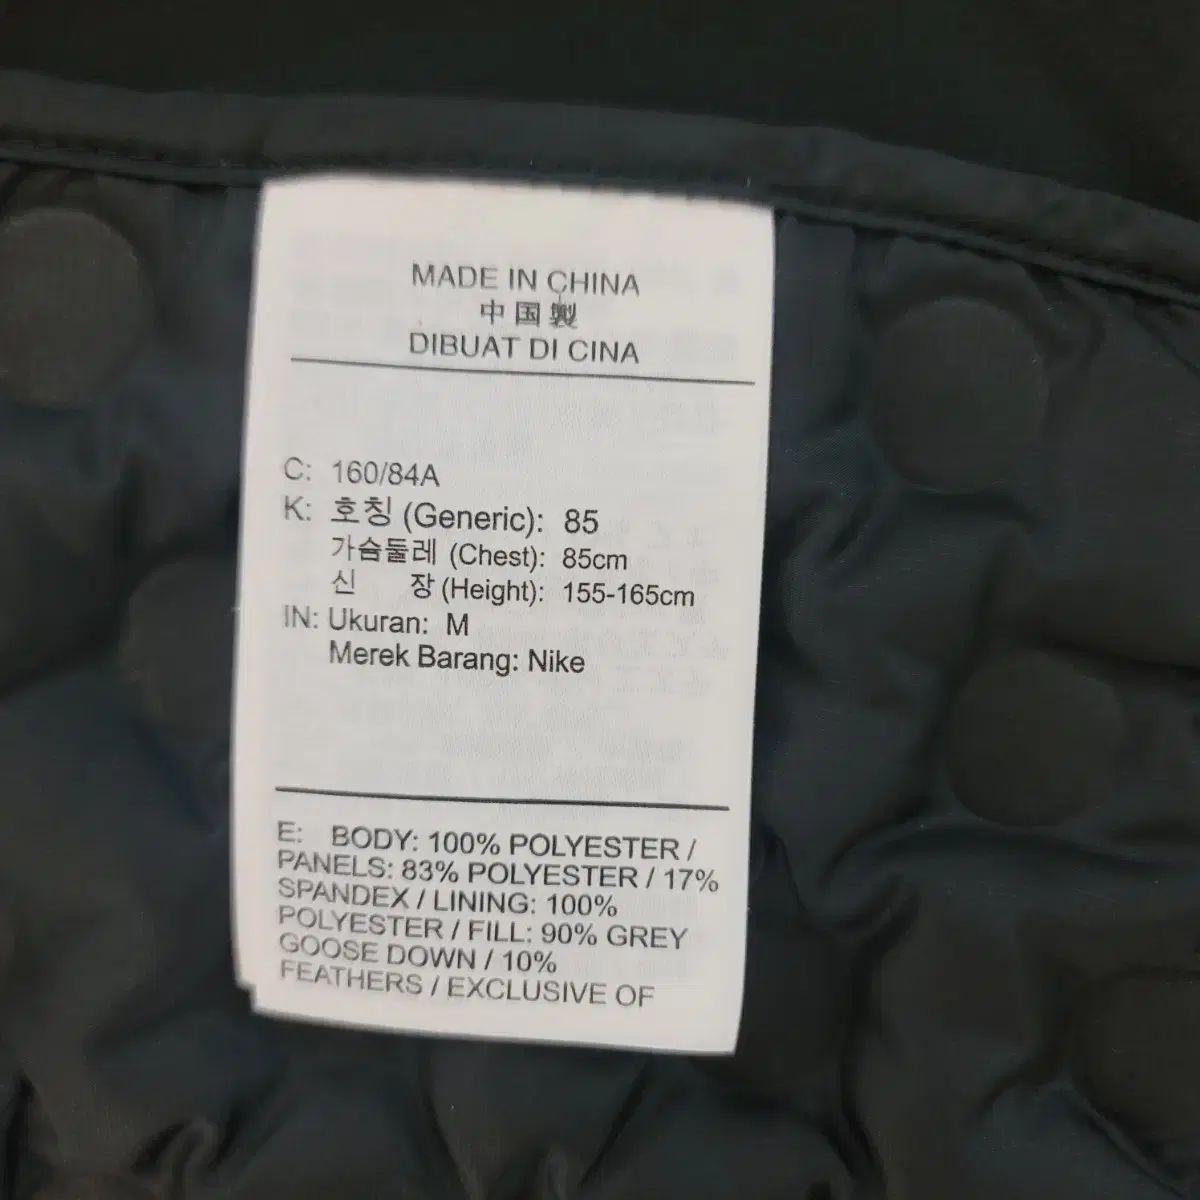 MADE IN CHINA
中国製
DIBUAT DI CINA
C: 160/84A
K: 호칭 (Generic): 85
가슴둘레 (Chest): 85cm
신 장 (Height): 155-165cm
IN: Ukuran: M
Merek Barang: Nike
E: BODY: 100% POLYESTER /
PANELS: 83% POLYESTER / 17%
SPANDEX / LINING: 100%
POLYESTER / FILL: 90% GREY
GOOSE DOWN / 10%
FEATHERS / EXCLUSIVE OF